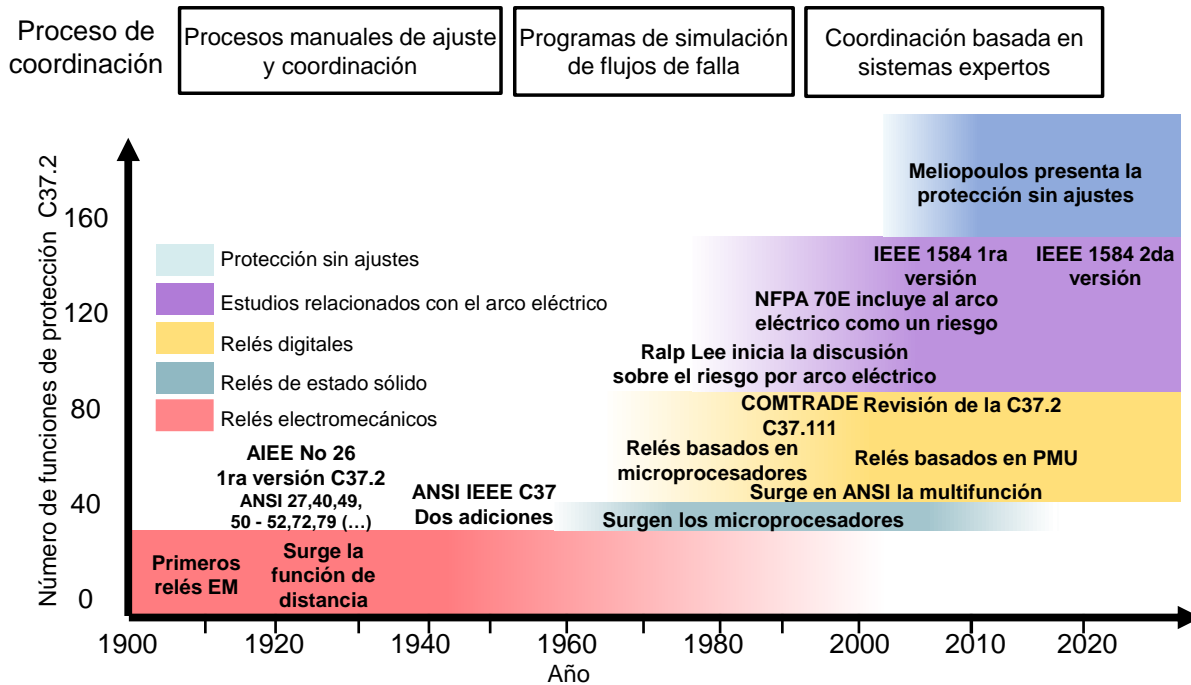 Proceso de
coordinación
Procesos manuales de ajuste
y coordinación
Programas de simulación
de flujos de falla
Coordinación basada en
sistemas expertos
Número de funciones de protección C37.2
160
120
80
40
0
Protección sin ajustes
Estudios relacionados con el arco eléctrico
Relés digitales
Relés de estado sólido
Relés electromecánicos
Meliopoulos presenta la
protección sin ajustes
IEEE 1584 1ra
versión
IEEE 1584 2da
versión
NFPA 70E incluye al arco
eléctrico como un riesgo
Ralp Lee inicia la discusión
sobre el riesgo por arco eléctrico
COMTRADE
C37.111
Revisión de la C37.2
Relés basados en
microprocesadores
Relés basados en PMU
Surge en ANSI la multifunción
AIEE No 26
1ra versión C37.2
ANSI 27,40,49,
50 - 52,72,79 (…)
ANSI IEEE C37
Dos adiciones
Surgen los microprocesadores
Primeros
relés EM
Surge la
función de
distancia
1900
1920
1940
1960
1980
2000
2010
2020
Año